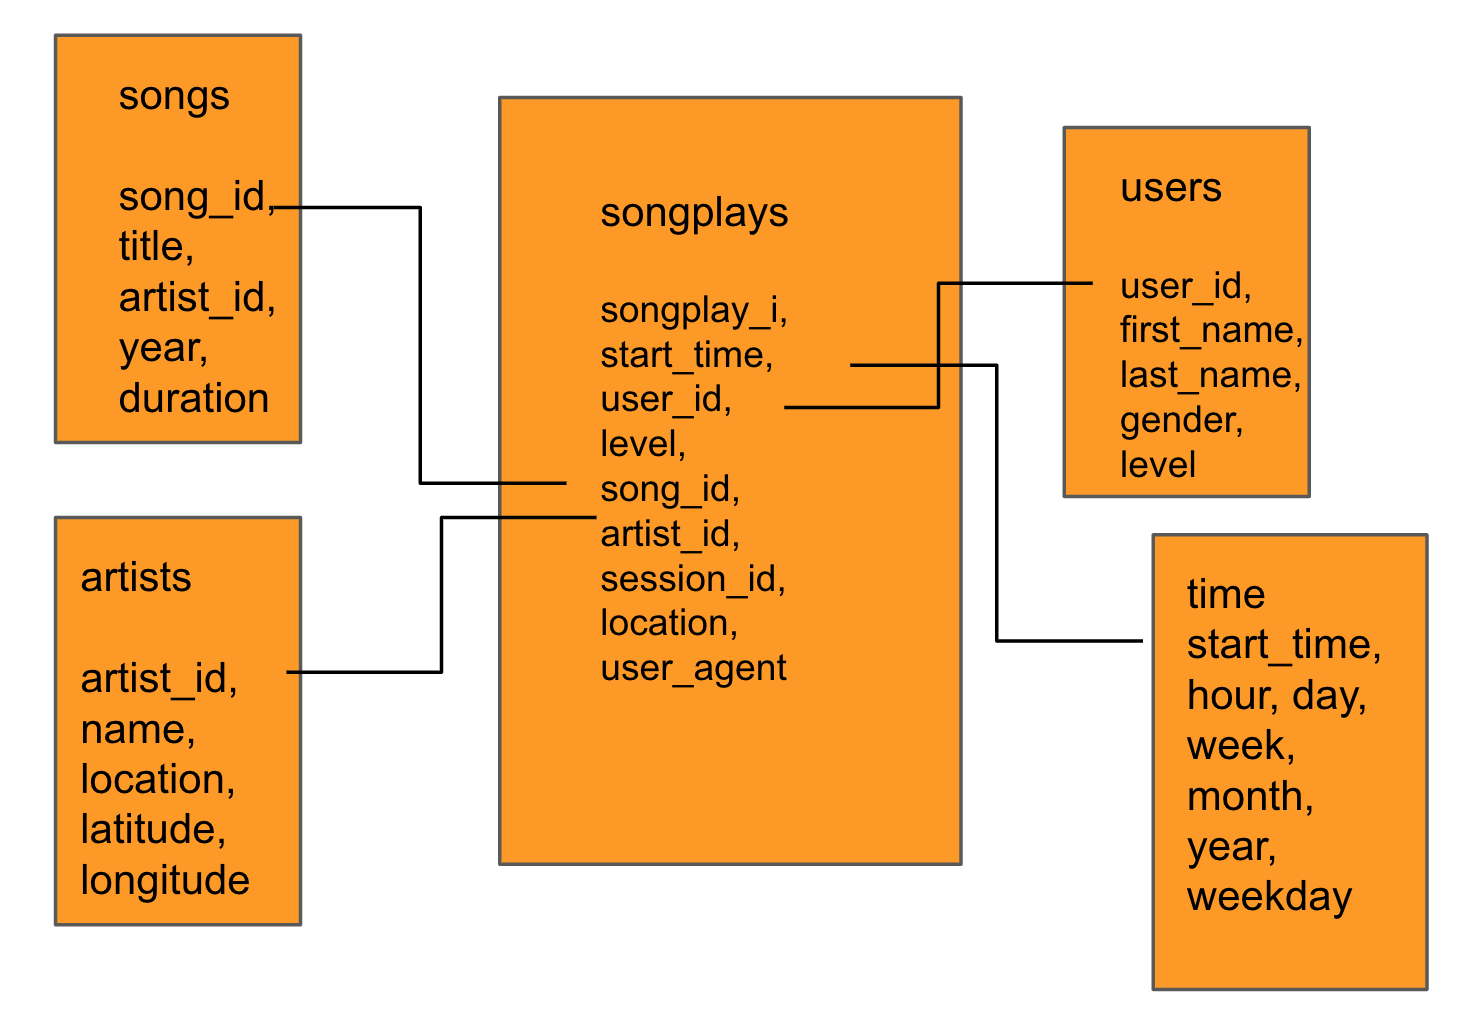 songs
song_id,
title,
artist_id,
year,
duration
artists
artist_id,
name,
location,
latitude,
longitude
songplays
songplay_i,
start_time,
user_id,
level,
song_id,
artist_id,
session_id,
location,
user_agent
users
user_id,
first_name,
last_name,
gender,
level
time
start_time,
hour, day,
week,
month,
year,
weekday